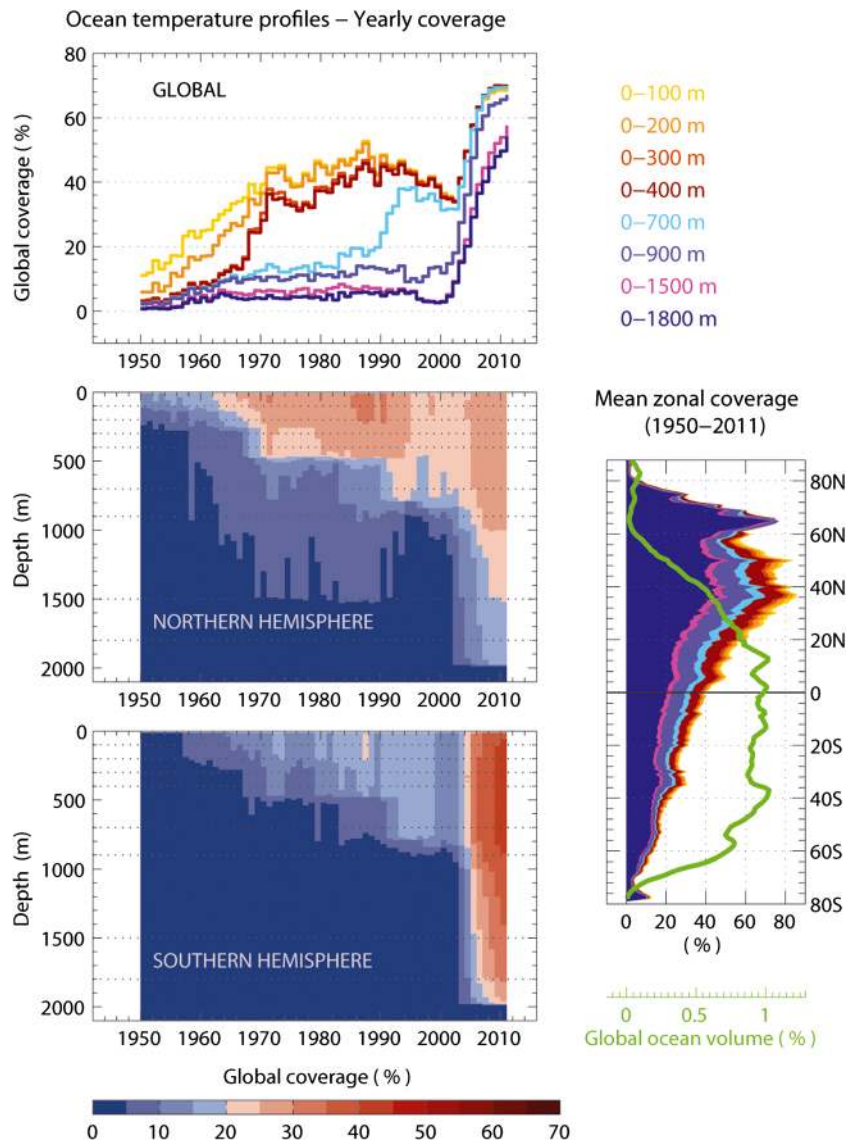 Ocean temperature profiles – Yearly coverage
80
60
40
20
0
Global coverage ( % )
GLOBAL
1950 1960 1970 1980 1990 2000 2010
0–100 m
0–200 m
0–300 m
0–400 m
0–700 m
0–900 m
0–1500 m
0–1800 m
0
500
1000
1500
2000
Depth (m)
NORTHERN HEMISPHERE
1950 1960 1970 1980 1990 2000 2010
0
500
1000
1500
2000
Depth (m)
SOUTHERN HEMISPHERE
1950 1960 1970 1980 1990 2000 2010
Global coverage ( % )
0 10 20 30 40 50 60 70
Mean zonal coverage
(1950–2011)
80N
60N
40N
20N
0
20S
40S
60S
80S
0 20 40 60 80
( % )
0 0.5 1
Global ocean volume ( % )